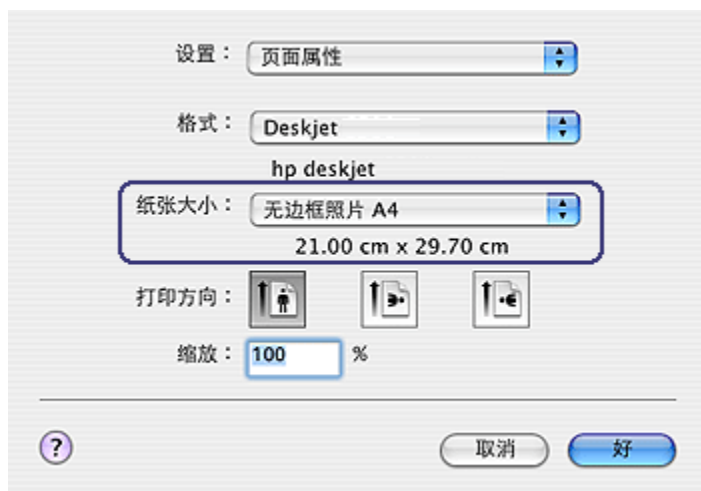 设置： 页面属性
格式： Deskjet
hp deskjet
纸张大小： 无边框照片 A4
21.00 cm x 29.70 cm
打印方向：
缩放： 100 %
? 取消 好